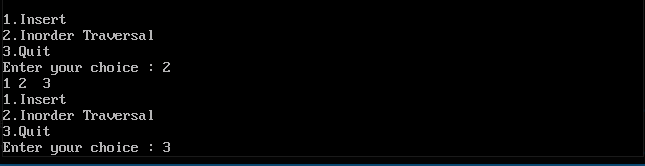 1.Insert
2.Inorder Traversal
3.Quit
Enter your choice : 2
1 2  3
1.Insert
2.Inorder Traversal
3.Quit
Enter your choice : 3